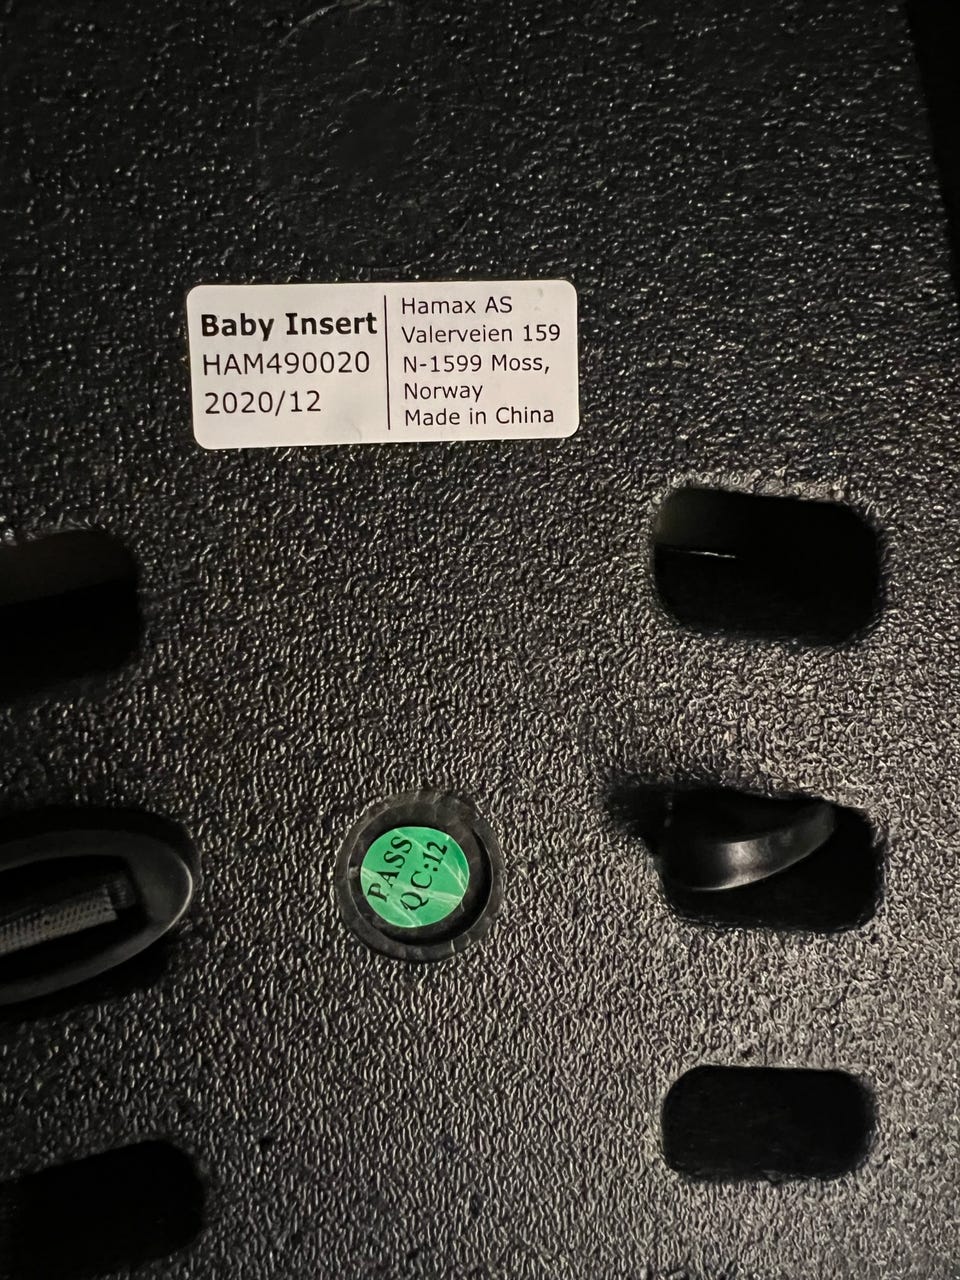 Baby Insert
HAM490020
2020/12
Hamax AS
Valerveien 159
N-1599 Moss,
Norway
Made in China
PASS
QC:12